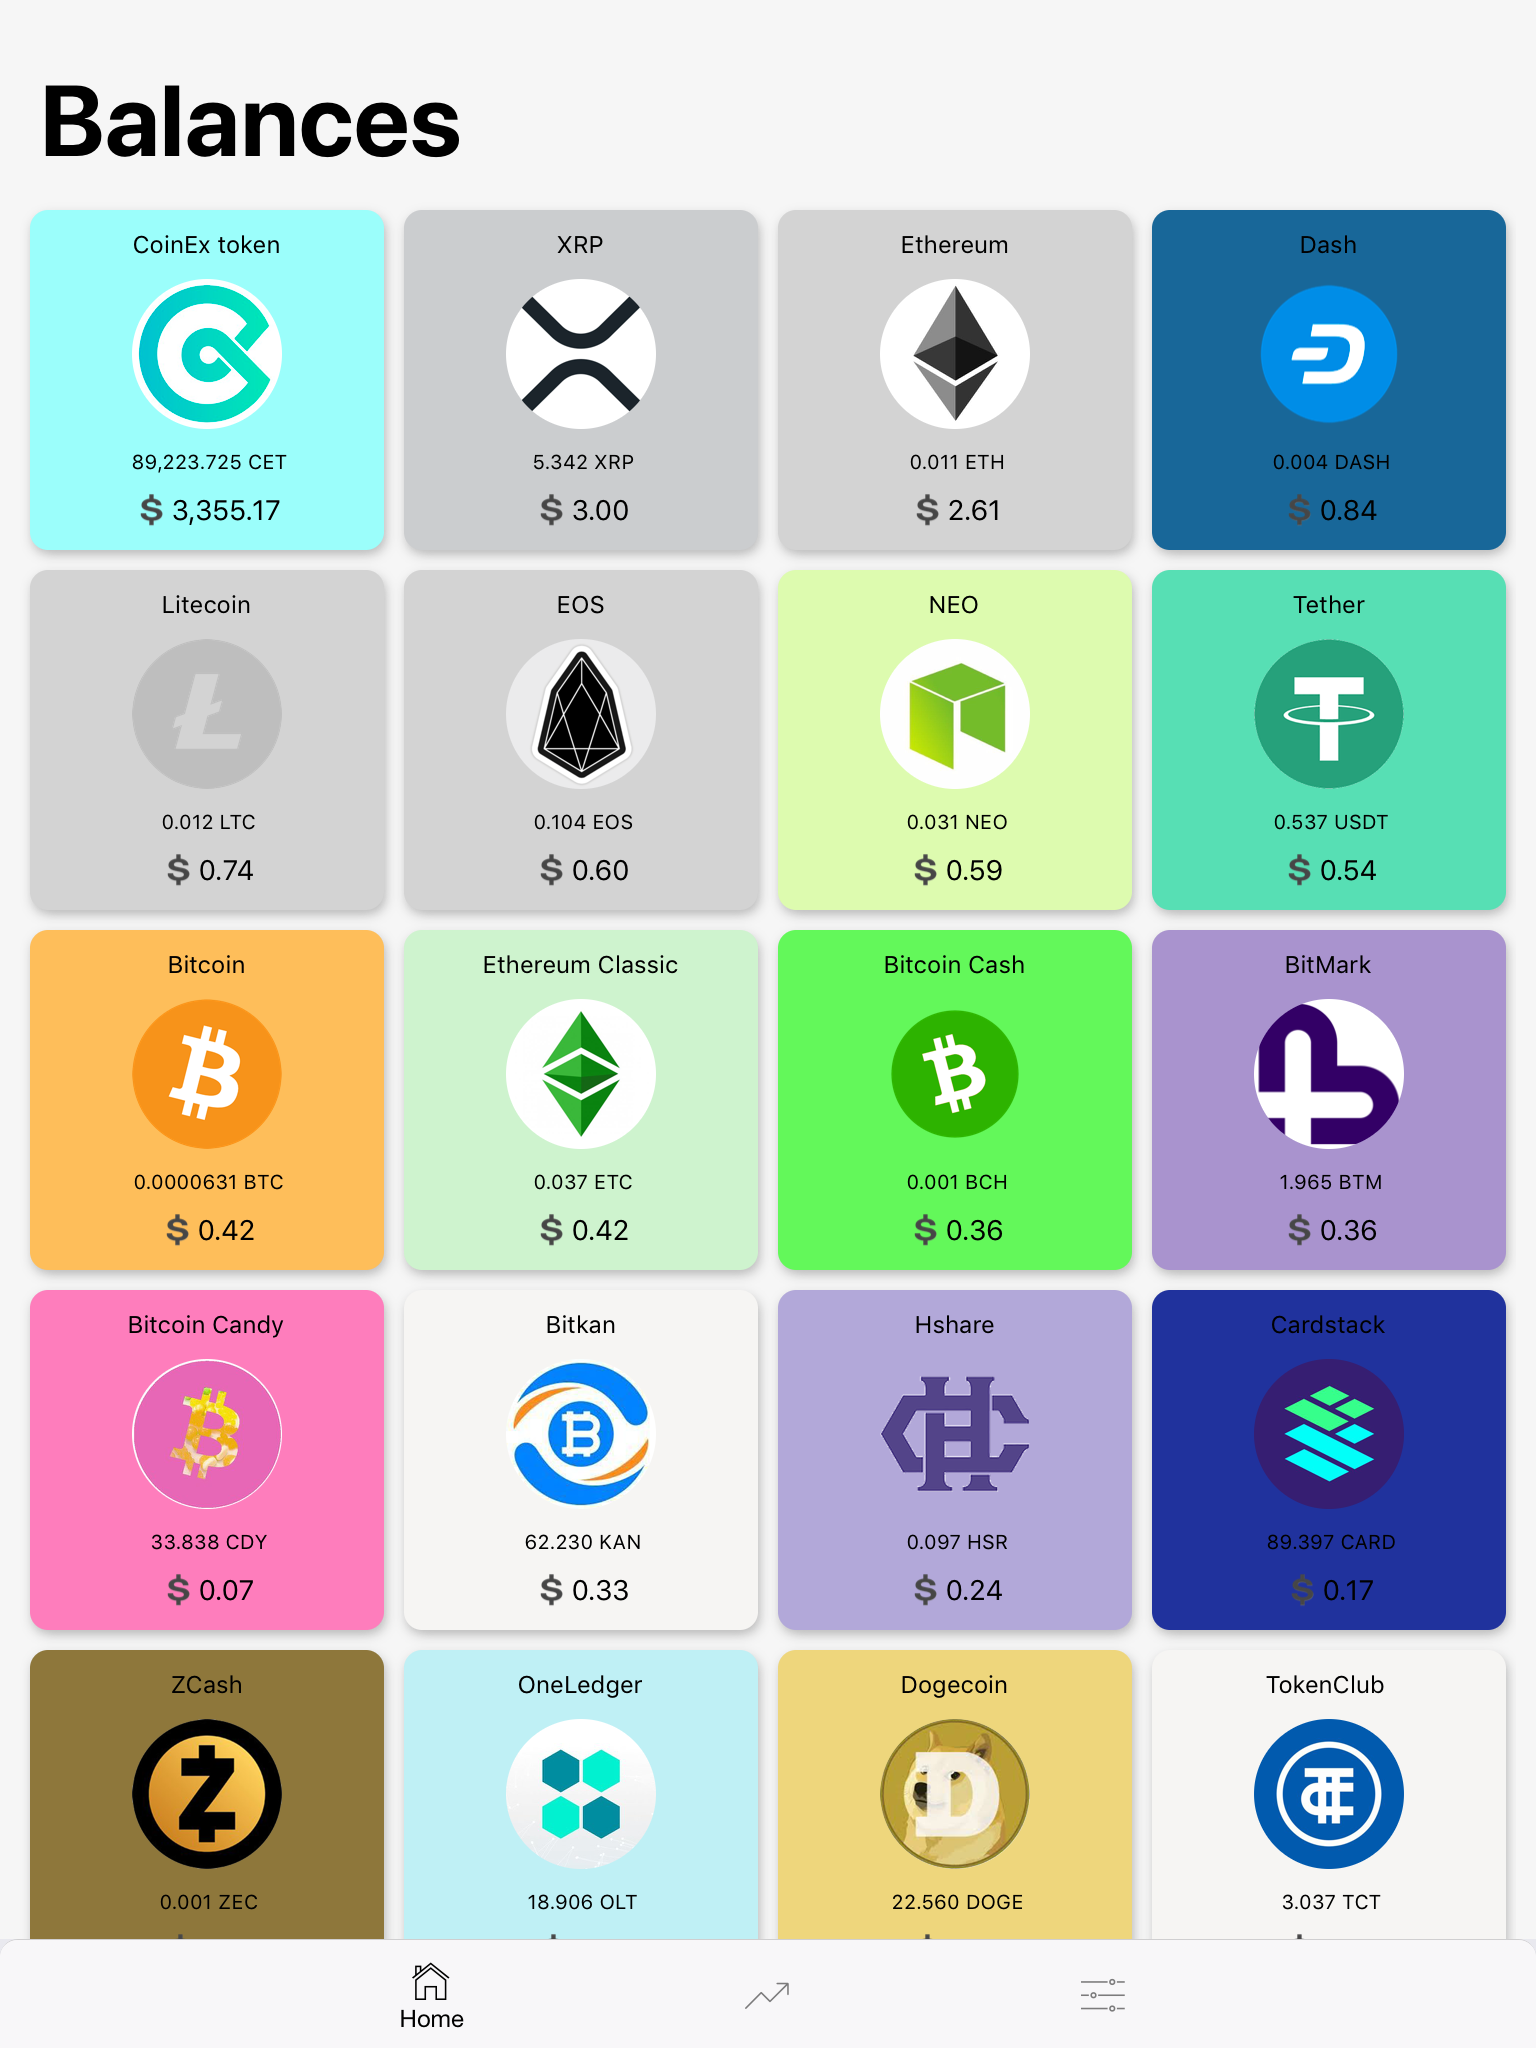 Balances
CoinEx token
89,223.725 CET
$ 3,355.17
XRP
5.342 XRP
$ 3.00
Ethereum
0.011 ETH
$ 2.61
Dash
0.004 DASH
$ 0.84
Litecoin
0.012 LTC
$ 0.74
EOS
0.104 EOS
$ 0.60
NEO
0.031 NEO
$ 0.59
Tether
0.537 USDT
$ 0.54
Bitcoin
0.0000631 BTC
$ 0.42
Ethereum Classic
0.037 ETC
$ 0.42
Bitcoin Cash
0.001 BCH
$ 0.36
BitMark
1.965 BTM
$ 0.36
Bitcoin Candy
33.838 CDY
$ 0.07
Bitkan
62.230 KAN
$ 0.33
Hshare
0.097 HSR
$ 0.24
Cardstack
89.397 CARD
$ 0.17
ZCash
0.001 ZEC
OneLedger
18.906 OLT
Dogecoin
22.560 DOGE
TokenClub
3.037 TCT
Home